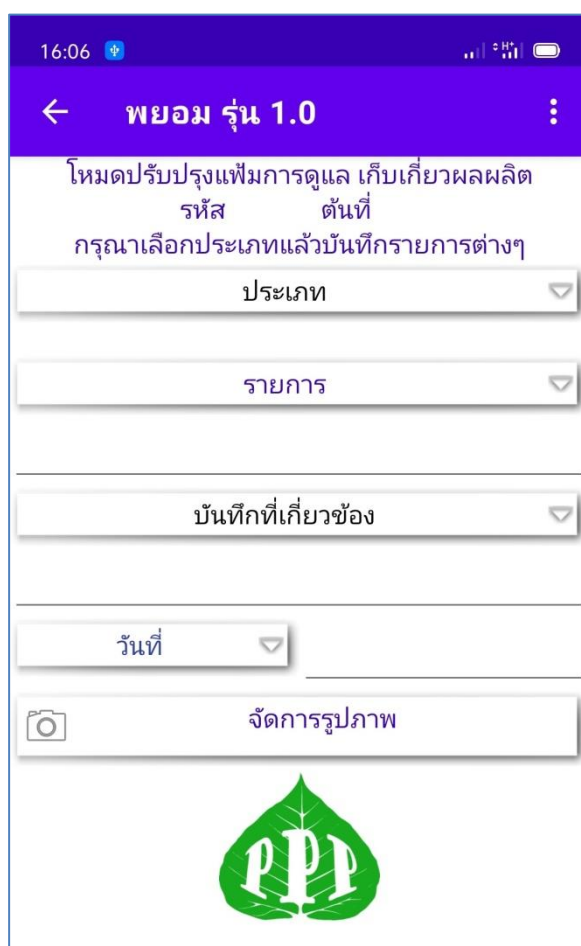 16:06
พยอม รุ่น 1.0
โหมดปรับปรุงแฟ้มการดูแล เก็บเกี่ยวผลผลิต
รหัส ต้นที่
กรุณาเลือกประเภทแล้วบันทึกรายการต่างๆ
ประเภท
รายการ
บันทึกที่เกี่ยวข้อง
วันที่
จัดการรูปภาพ
PPP